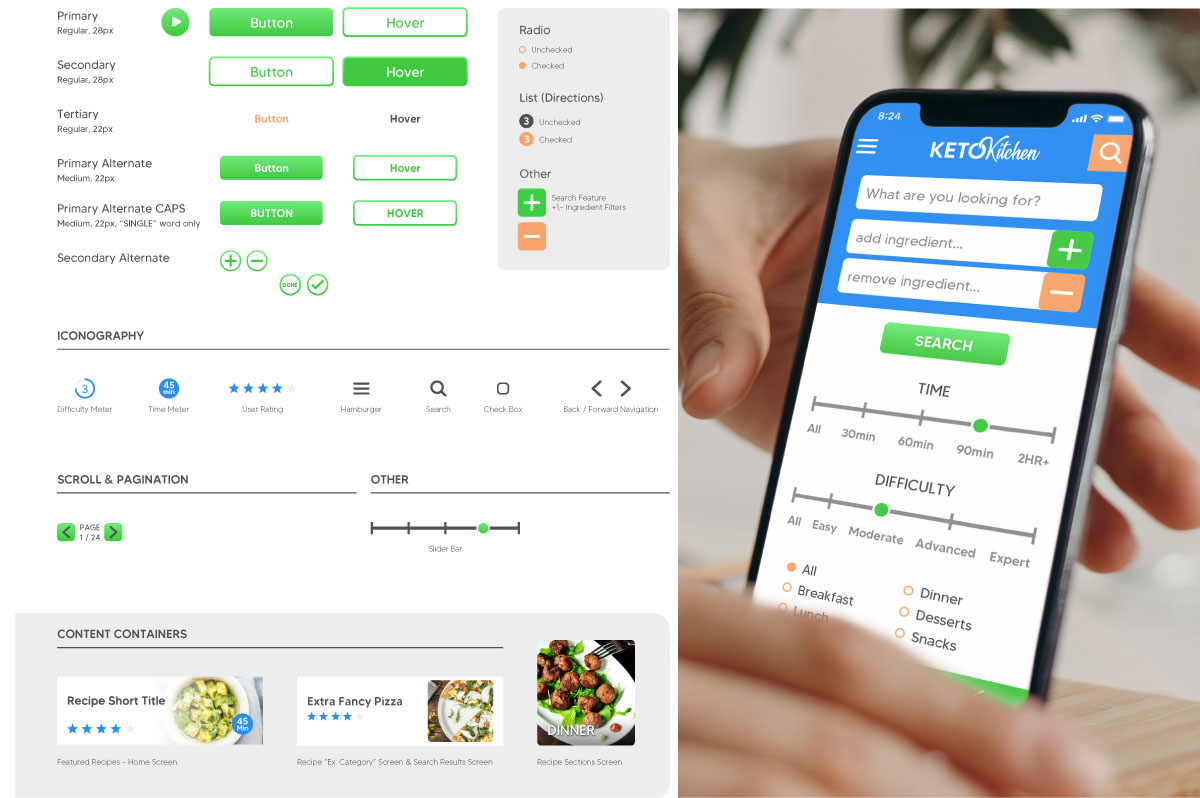 Primary
Regular, 28px
Button
Hover
Secondary
Regular, 28px
Button
Hover
Tertiary
Regular, 22px
Button
Hover
Primary Alternate
Medium, 22px
Button
Hover
Primary Alternate CAPS
Medium, 22px, "SINGLE" word only
BUTTON
HOVER
Secondary Alternate
DONE
Radio
Unchecked
Checked
List (Directions)
3 Unchecked
3 Checked
Other
Search Feature
+\- Ingredient Filters
ICONOGRAPHY
3
Difficulty Meter
45
min
Time Meter
User Rating
Hamburger
Search
Check Box
Back / Forward Navigation
SCROLL & PAGINATION
PAGE
1 / 24
OTHER
Slider Bar
CONTENT CONTAINERS
Recipe Short Title
45
Min
Featured Recipes - Home Screen
Extra Fancy Pizza
Recipe "Ex: Category" Screen & Search Results Screen
DINNER
Recipe Sections Screen
8:24
KETOKitchen
What are you looking for?
add ingredient...
remove ingredient...
SEARCH
TIME
All 30min 60min 90min 2HR+
DIFFICULTY
All Easy Moderate Advanced Expert
All
Breakfast
Lunch
Dinner
Desserts
Snacks